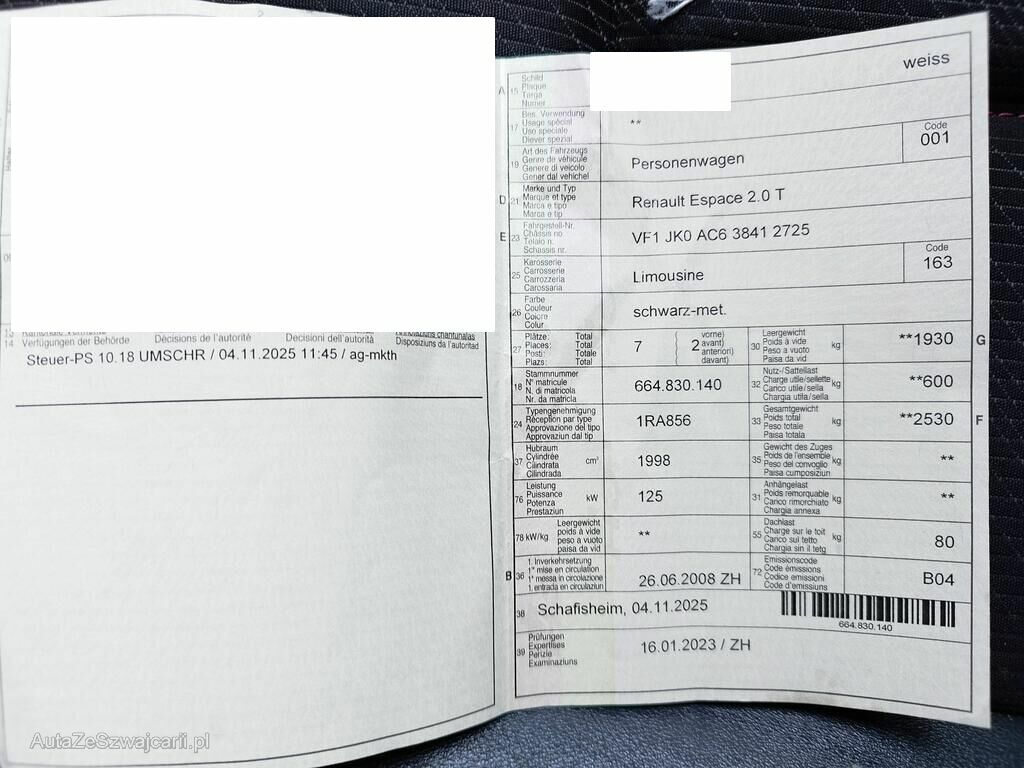 14 Verfügungen der Behörde Décisions de l'autorité Decisioni dell'autorità Disposiziuns da l'autoritad
Steuer-PS 10.18 UMSCHR / 04.11.2025 11:45 / ag-mkth
A 15 Schild
Plaque
Targa
Numer
weiss
17 Bes. Verwendung
Usage spécial
Uso speciale
Diever spezial
**
19 Art des Fahrzeugs
Genre de véhicule
Genere di veicolo
Gener dal vehichel
Personenwagen
Code
001
D 21 Marke und Typ
Marque et type
Marca e tipo
Marca e tip
Renault Espace 2.0 T
E 23 Fahrgestell-Nr.
Châssis no
Telaio n.
Schassis nr.
VF1 JK0 AC6 3841 2725
25 Karosserie
Carrosserie
Carrozzeria
Carossaria
Limousine
Code
163
26 Farbe
Couleur
Colore
Colur
schwarz-met.
27 Plätze: Total
Places: Total
Posti: Totale
Plazs: Total
7
( vorne)
( avant)
2
anteriori)
davant)
30 Leergewicht
Poids à vide
Peso a vuoto
Paisa da vid
kg
**1930
G
18 Stammnummer
N° matricule
N. di matricola
Nr. da matricla
664.830.140
32 Nutz-/Sattellast
Charge utile/sellette
Carico utile/sella
Chargia utila/sella
kg
**600
24 Typengenehmigung
Réception par type
Approvazione del tipo
Approvaziun dal tip
1RA856
33 Gesamtgewicht
Poids total
Peso totale
Paisa totala
kg
**2530
F
37 Hubraum
Cylindrée
Cilindrata
Cilindrada
cm³
1998
35 Gewicht des Zuges
Poids de l'ensemble
Peso del convoglio
Paisa cumposiziun
kg
**
76 Leistung
Puissance
Potenza
Prestaziun
kW
125
31 Anhängelast
Poids remorquable
Carico rimorchiato
Chargia annexa
kg
**
78 kW/kg Leergewicht
poids à vide
peso a vuoto
paisa da vid
**
55 Dachlast
Charge sur le toit
Carico sul tetto
Chargia sin il tetg
kg
80
B 36 1. Inverkehrsetzung
1re mise en circulation
1a messa in circolazione
1. entrada en circulaziun
26.06.2008 ZH
72 Emissionscode
Code émissions
Codice emissioni
Code d'emissiuns
B04
38 Schafisheim, 04.11.2025
664.830.140
39 Prüfungen
Expertises
Perizie
Examinaziuns
16.01.2023 / ZH
AutaZeSzwajcarii.pl